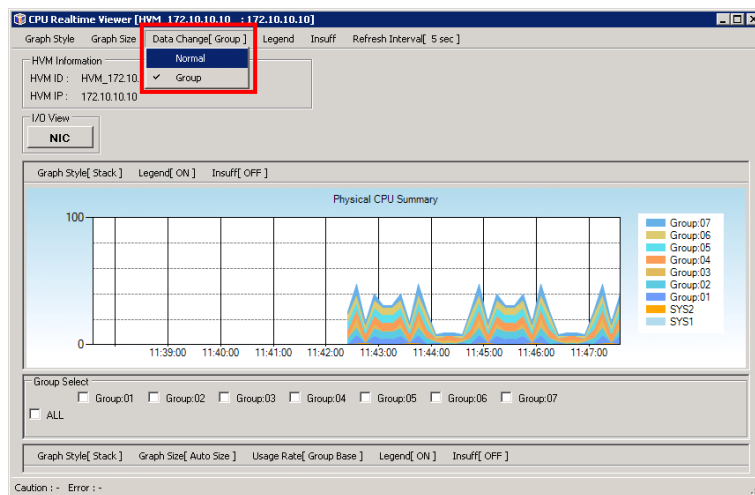 CPU Realtime Viewer [HVM_172.10.10.10 : 172.10.10.10]
Graph Style Graph Size Data Change[ Group ] Legend Insuff Refresh Interval[ 5 sec ]
Normal
Group
HVM Information
HVM ID : HVM_172.10.
HVM IP : 172.10.10.10
I/O View
NIC
Graph Style[ Stack ] Legend[ ON ] Insuff[ OFF ]
Physical CPU Summary
100
0
11:39:00 11:40:00 11:41:00 11:42:00 11:43:00 11:44:00 11:45:00 11:46:00 11:47:00
Group:07
Group:06
Group:05
Group:04
Group:03
Group:02
Group:01
SYS2
SYS1
Group Select
Group:01 Group:02 Group:03 Group:04 Group:05 Group:06 Group:07
ALL
Graph Style[ Stack ] Graph Size[ Auto Size ] Usage Rate[ Group Base ] Legend[ ON ] Insuff[ OFF ]
Caution : - Error : -